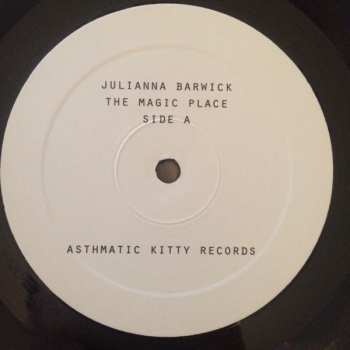 JULIANNA BARWICK
THE MAGIC PLACE
SIDE A
ASTHMATIC KITTY RECORDS